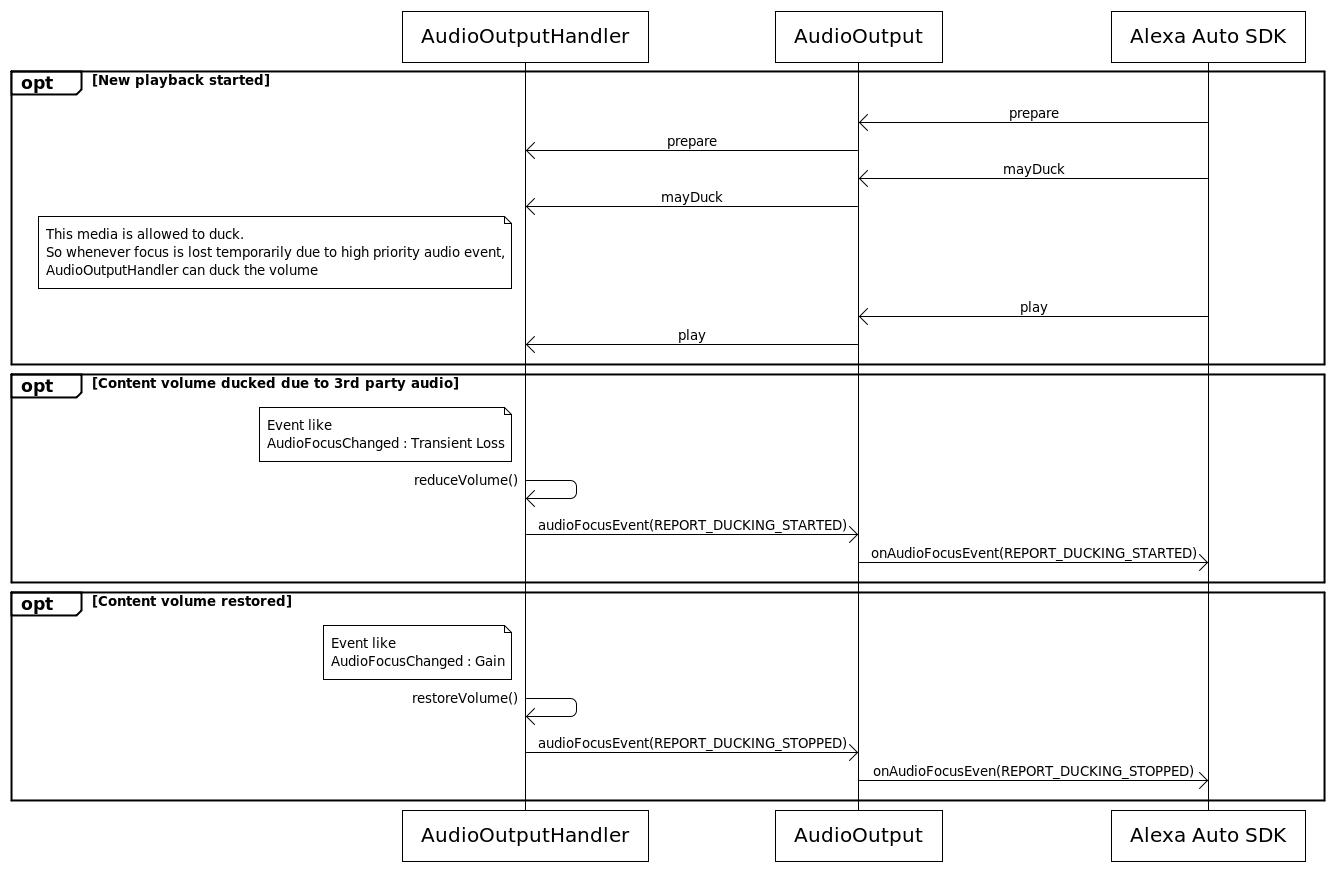 AudioOutputHandler
AudioOutput
Alexa Auto SDK
opt
[New playback started]
prepare
prepare
mayDuck
mayDuck
This media is allowed to duck.
So whenever focus is lost temporarily due to high priority audio event,
AudioOutputHandler can duck the volume
play
play
opt
[Content volume ducked due to 3rd party audio]
Event like
AudioFocusChanged : Transient Loss
reduceVolume()
audioFocusEvent(REPORT_DUCKING_STARTED)
onAudioFocusEvent(REPORT_DUCKING_STARTED)
opt
[Content volume restored]
Event like
AudioFocusChanged : Gain
restoreVolume()
audioFocusEvent(REPORT_DUCKING_STOPPED)
onAudioFocusEven(REPORT_DUCKING_STOPPED)
AudioOutputHandler
AudioOutput
Alexa Auto SDK